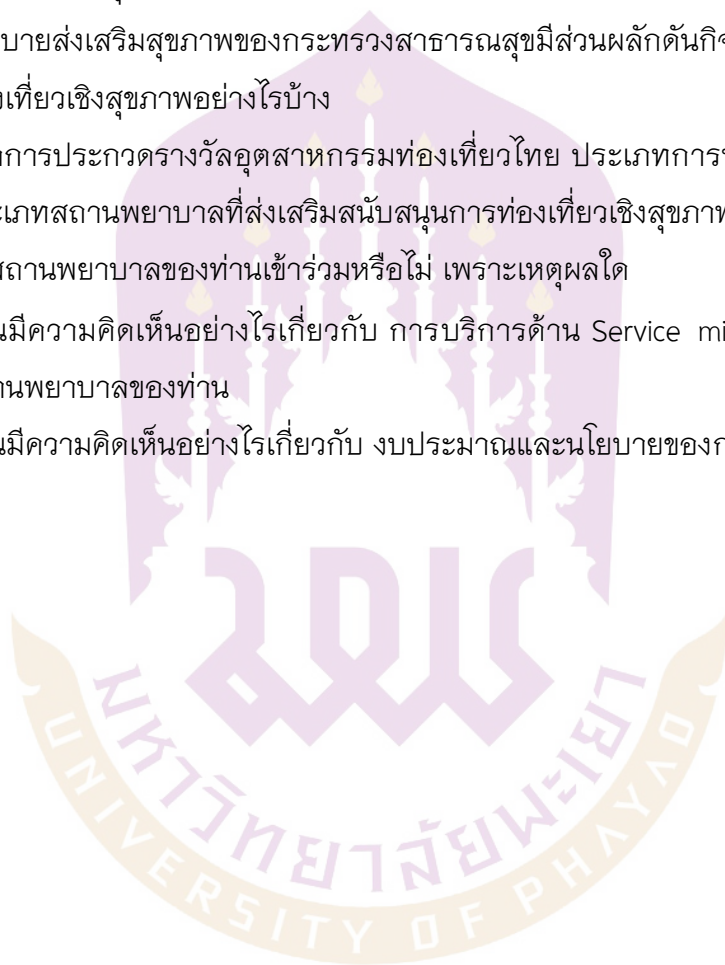 บายส่งเสริมสุขภาพของกระทรวงสาธารณสุขมีส่วนผลักดันกิจ
งเที่ยวเชิงสุขภาพอย่างไรบ้าง
การประกวดรางวัลอุตสาหกรรมท่องเที่ยวไทย ประเภทการท
ะเภทสถานพยาบาลที่ส่งเสริมสนับสนุนการท่องเที่ยวเชิงสุขภาพ
สถานพยาบาลของท่านเข้าร่วมหรือไม่ เพราะเหตุผลใด
นมีความคิดเห็นอย่างไรเกี่ยวกับ การบริการด้าน Service mi
านพยาบาลของท่าน
นมีความคิดเห็นอย่างไรเกี่ยวกับ งบประมาณและนโยบายของก
มหาวิทยาลัยพะเยา
UNIVERSITY OF PHAYAO